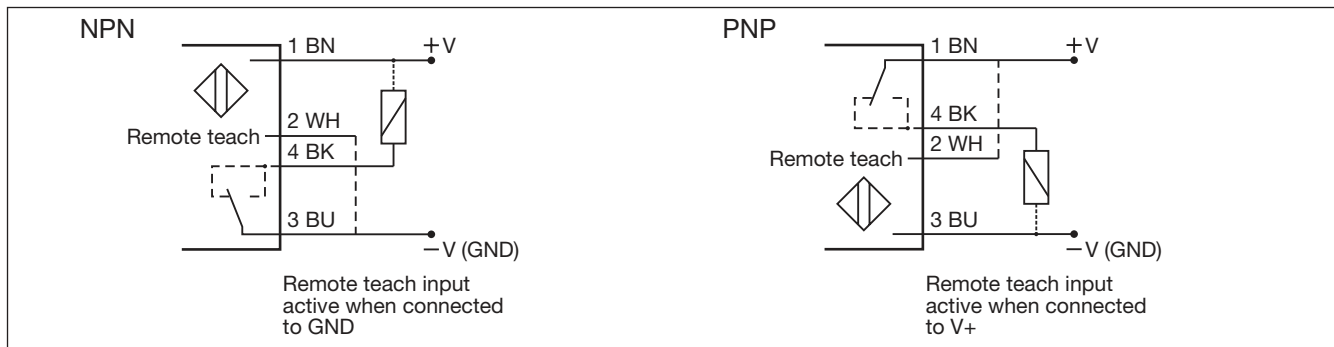 NPN
1 BN
+V
2 WH
Remote teach
4 BK
3 BU
−V (GND)
Remote teach input
active when connected
to GND
PNP
1 BN
+V
4 BK
2 WH
Remote teach
3 BU
−V (GND)
Remote teach input
active when connected
to V+